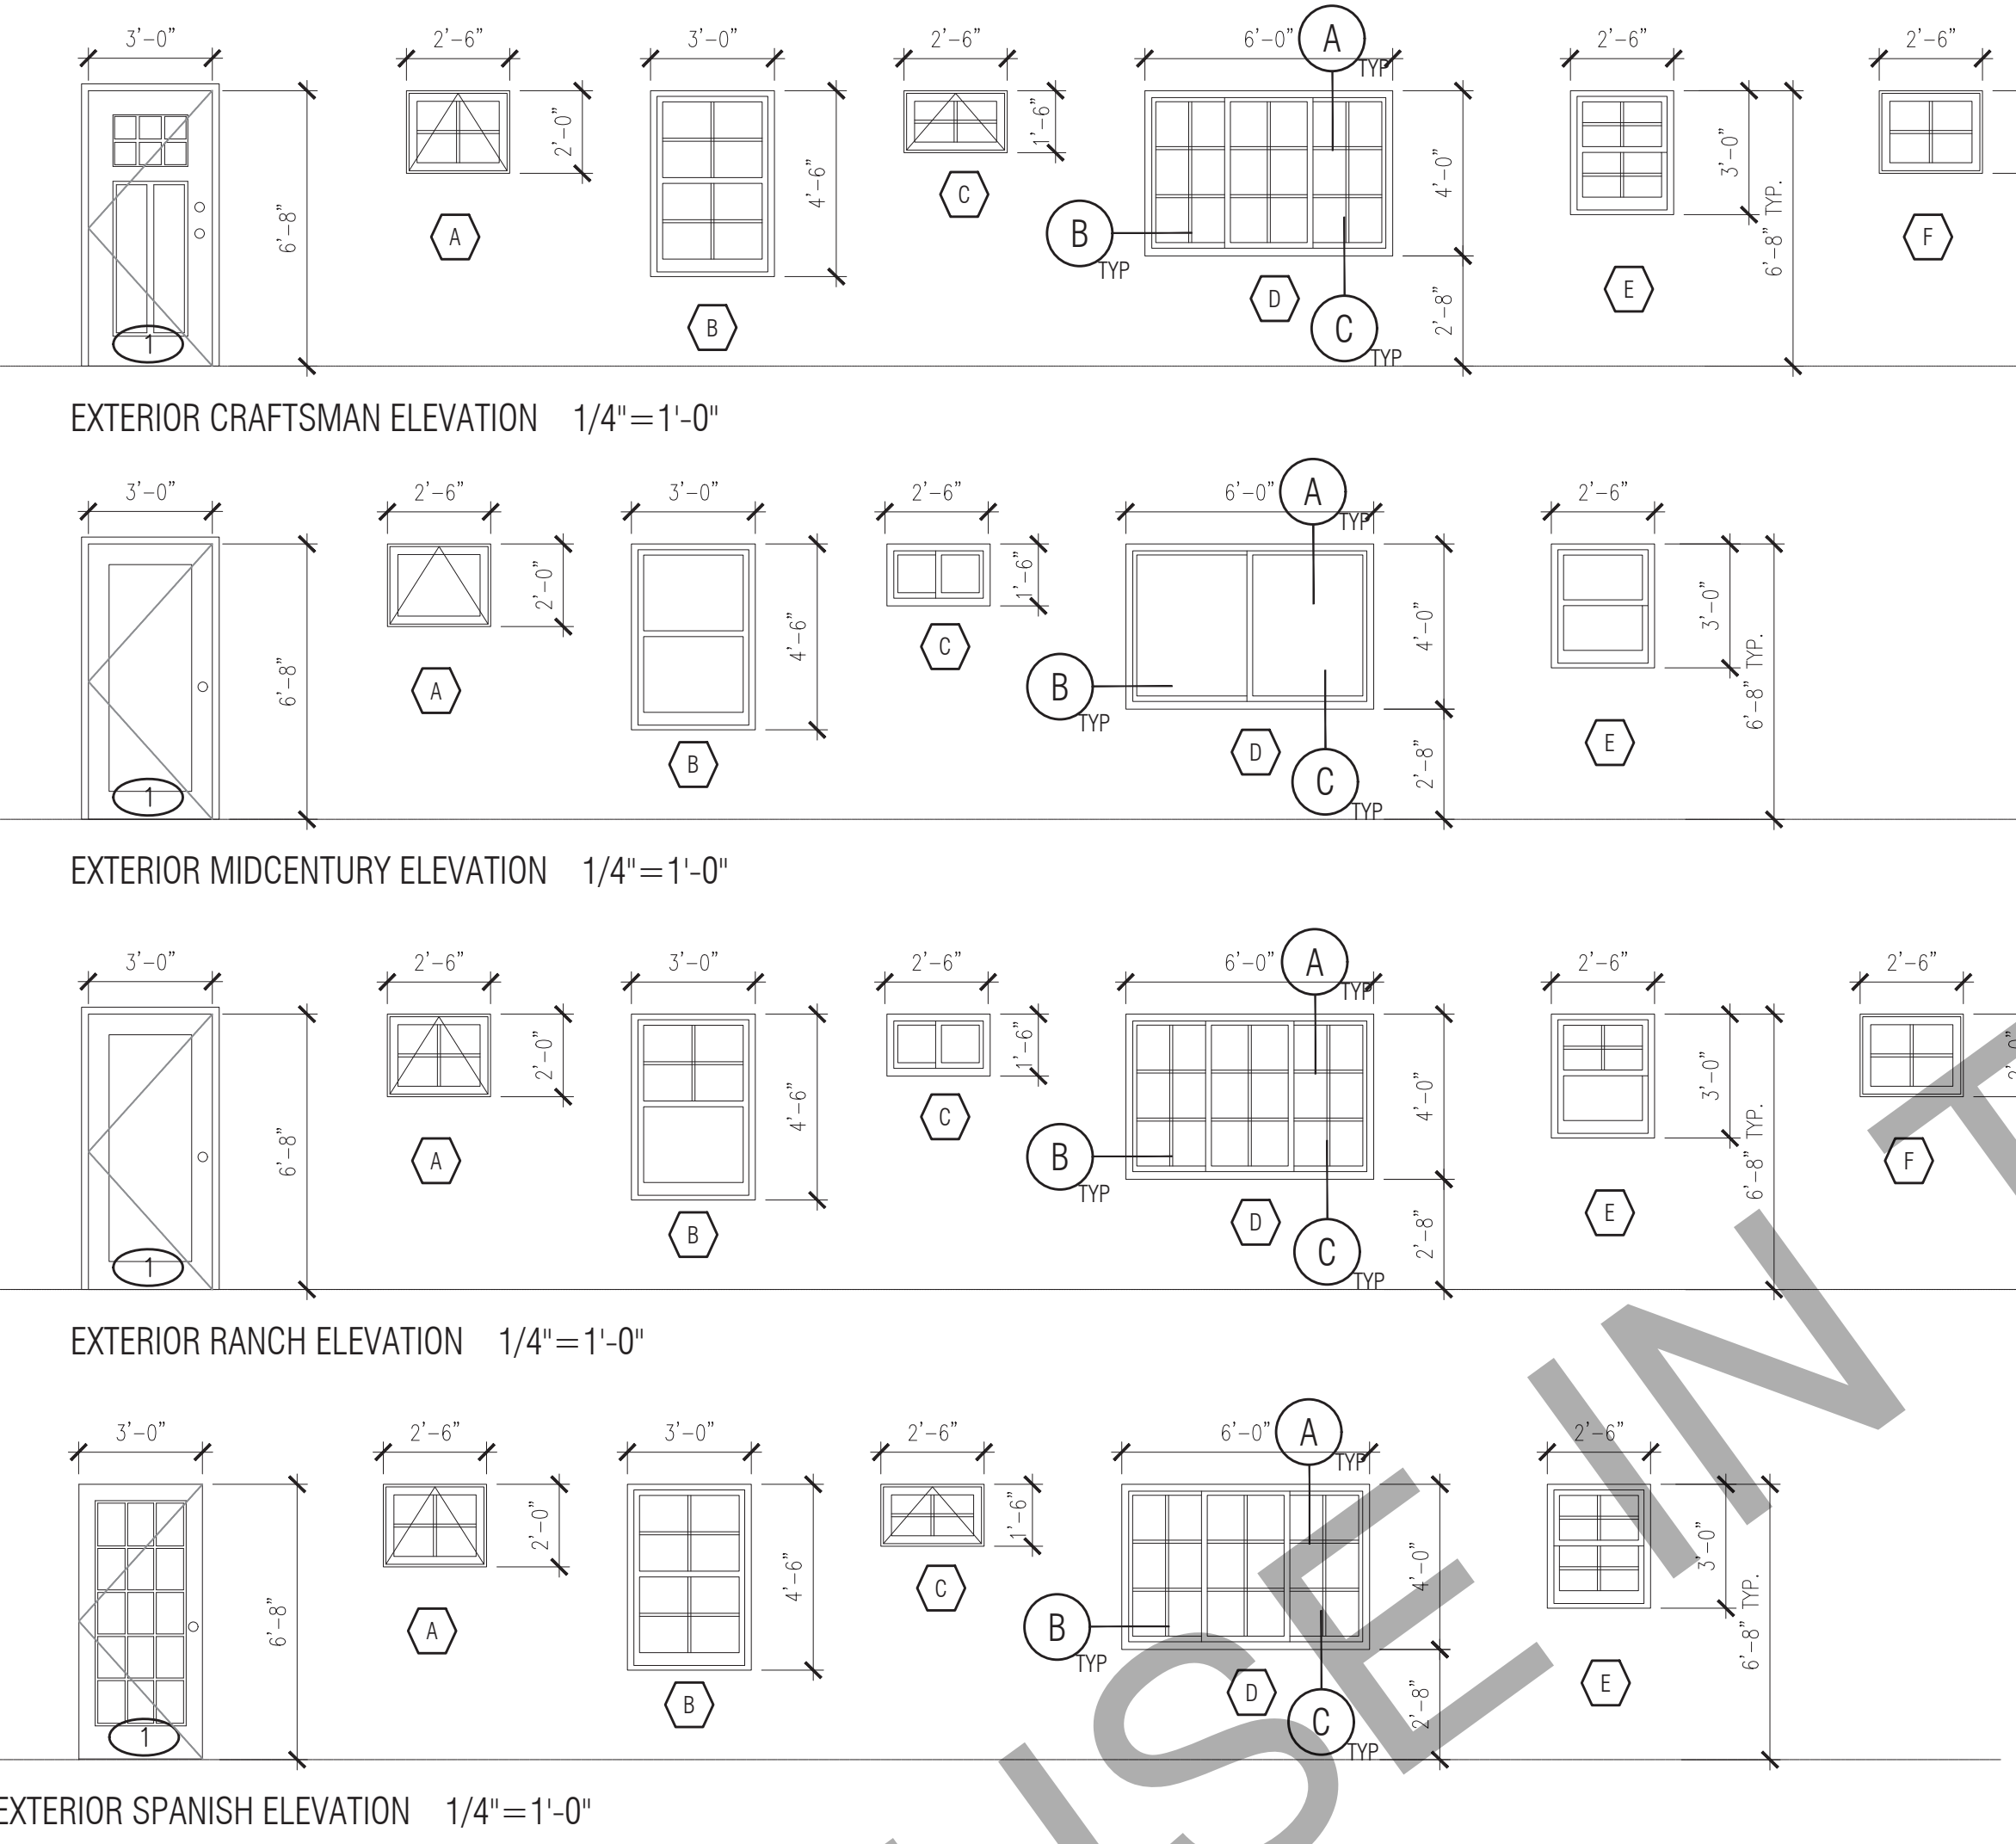 3'-0" 2'-6" 3'-0" 2'-6" 6'-0" A TYP 2'-6" 2'-6"
6'-8" 2'-0" 4'-6" 1'-6" 4'-0" 3'-0" 6'-8" TYP.
A C B TYP F
1 B D C TYP 2'-8" E
EXTERIOR CRAFTSMAN ELEVATION 1/4"=1'-0"
3'-0" 2'-6" 3'-0" 2'-6" 6'-0" A TYP 2'-6"
6'-8" 2'-0" 4'-6" 1'-6" 4'-0" 3'-0" 6'-8" TYP.
A C B TYP
1 B D C TYP 2'-8" E
EXTERIOR MIDCENTURY ELEVATION 1/4"=1'-0"
3'-0" 2'-6" 3'-0" 2'-6" 6'-0" A TYP 2'-6" 2'-6"
6'-8" 2'-0" 4'-6" 1'-6" 4'-0" 3'-0" 6'-8" TYP. 2'-0"
A C B TYP F
1 B D C TYP 2'-8" E
EXTERIOR RANCH ELEVATION 1/4"=1'-0"
3'-0" 2'-6" 3'-0" 2'-6" 6'-0" A TYP 2'-6"
6'-8" 2'-0" 4'-6" 1'-6" 4'-0" 3'-0" 6'-8" TYP.
A C B TYP
1 B D C TYP 2'-8" E
EXTERIOR SPANISH ELEVATION 1/4"=1'-0"
SE IN